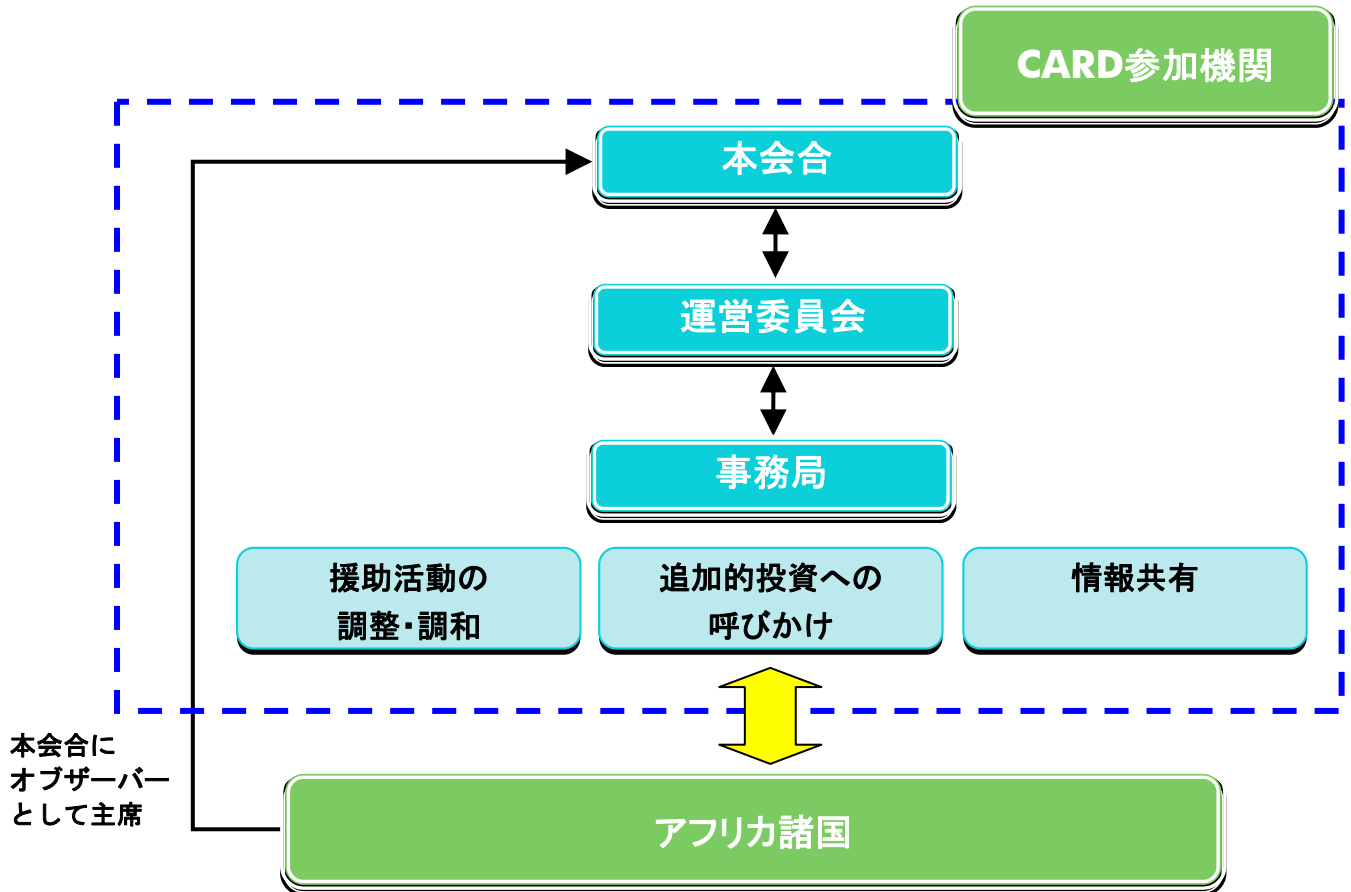 CARD参加機関
本会合
運営委員会
事務局
援助活動の
調整・調和
追加的投資への
呼びかけ
情報共有
本会合に
オブザーバー
として主席
アフリカ諸国